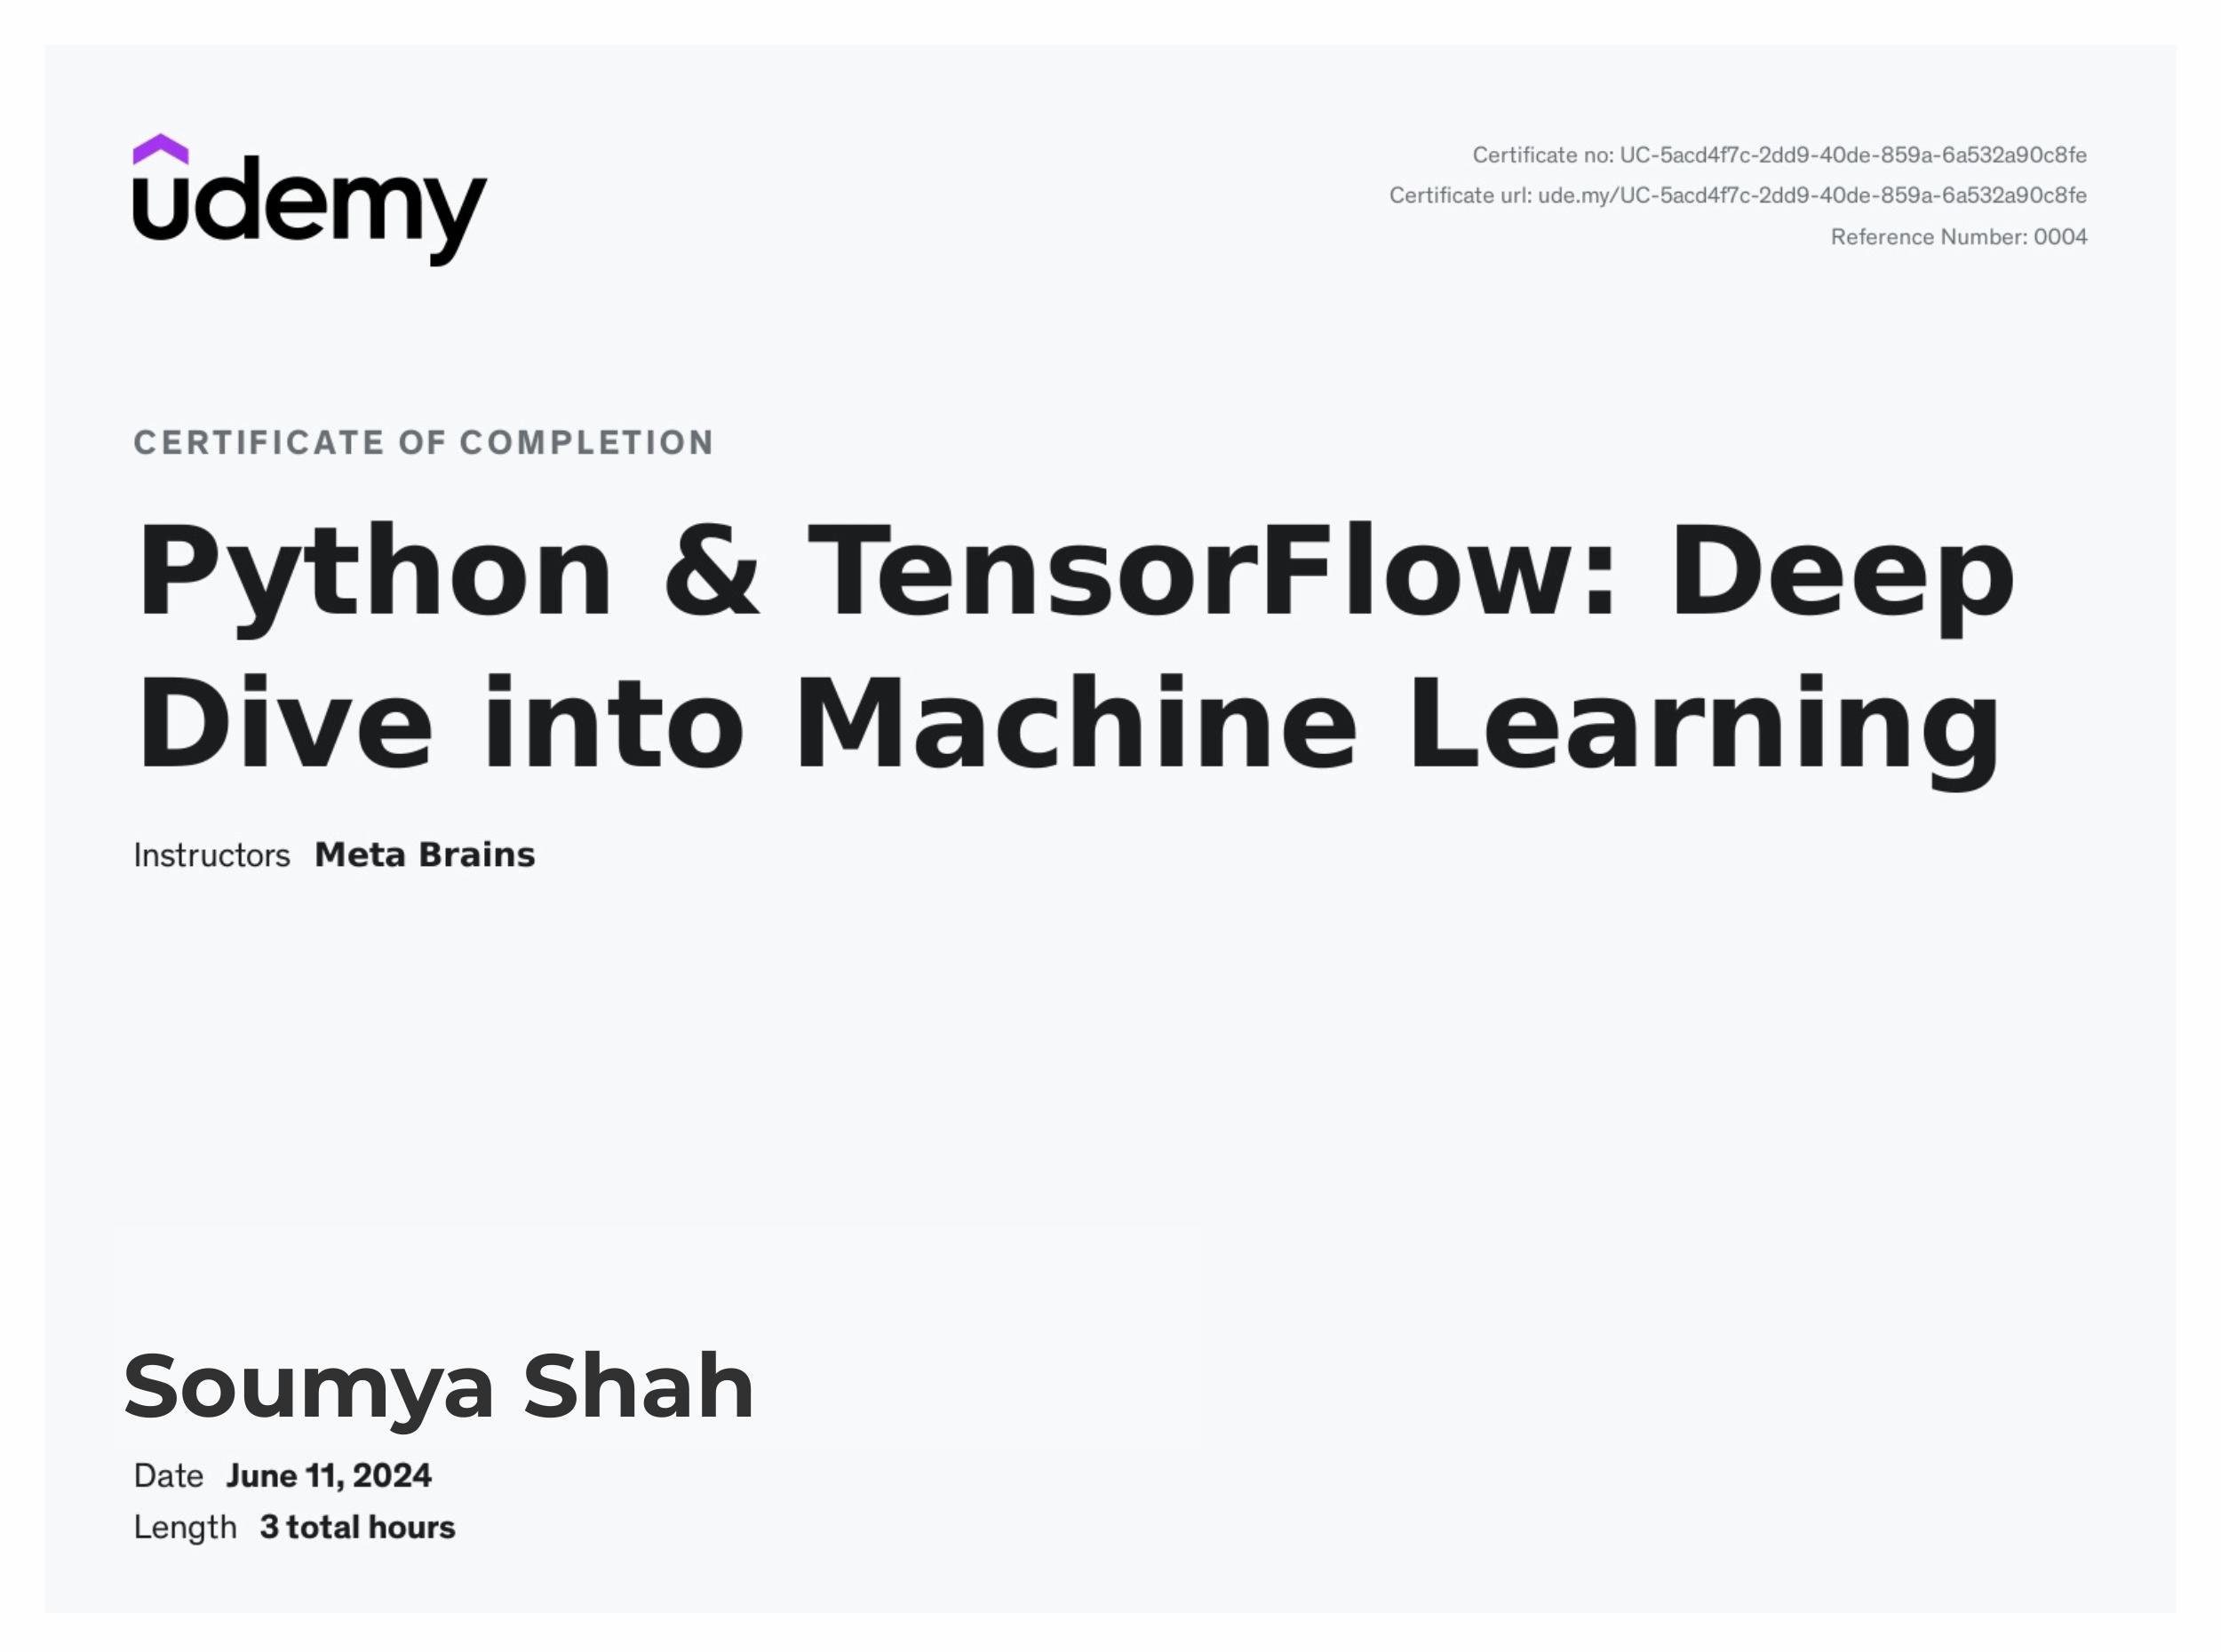 udemy
Certificate no: UC-5acd4f7c-2dd9-40de-859a-6a532a90c8fe
Certificate url: ude.my/UC-5acd4f7c-2dd9-40de-859a-6a532a90c8fe
Reference Number: 0004
CERTIFICATE OF COMPLETION
Python & TensorFlow: Deep
Dive into Machine Learning
Instructors Meta Brains
Soumya Shah
Date June 11, 2024
Length 3 total hours